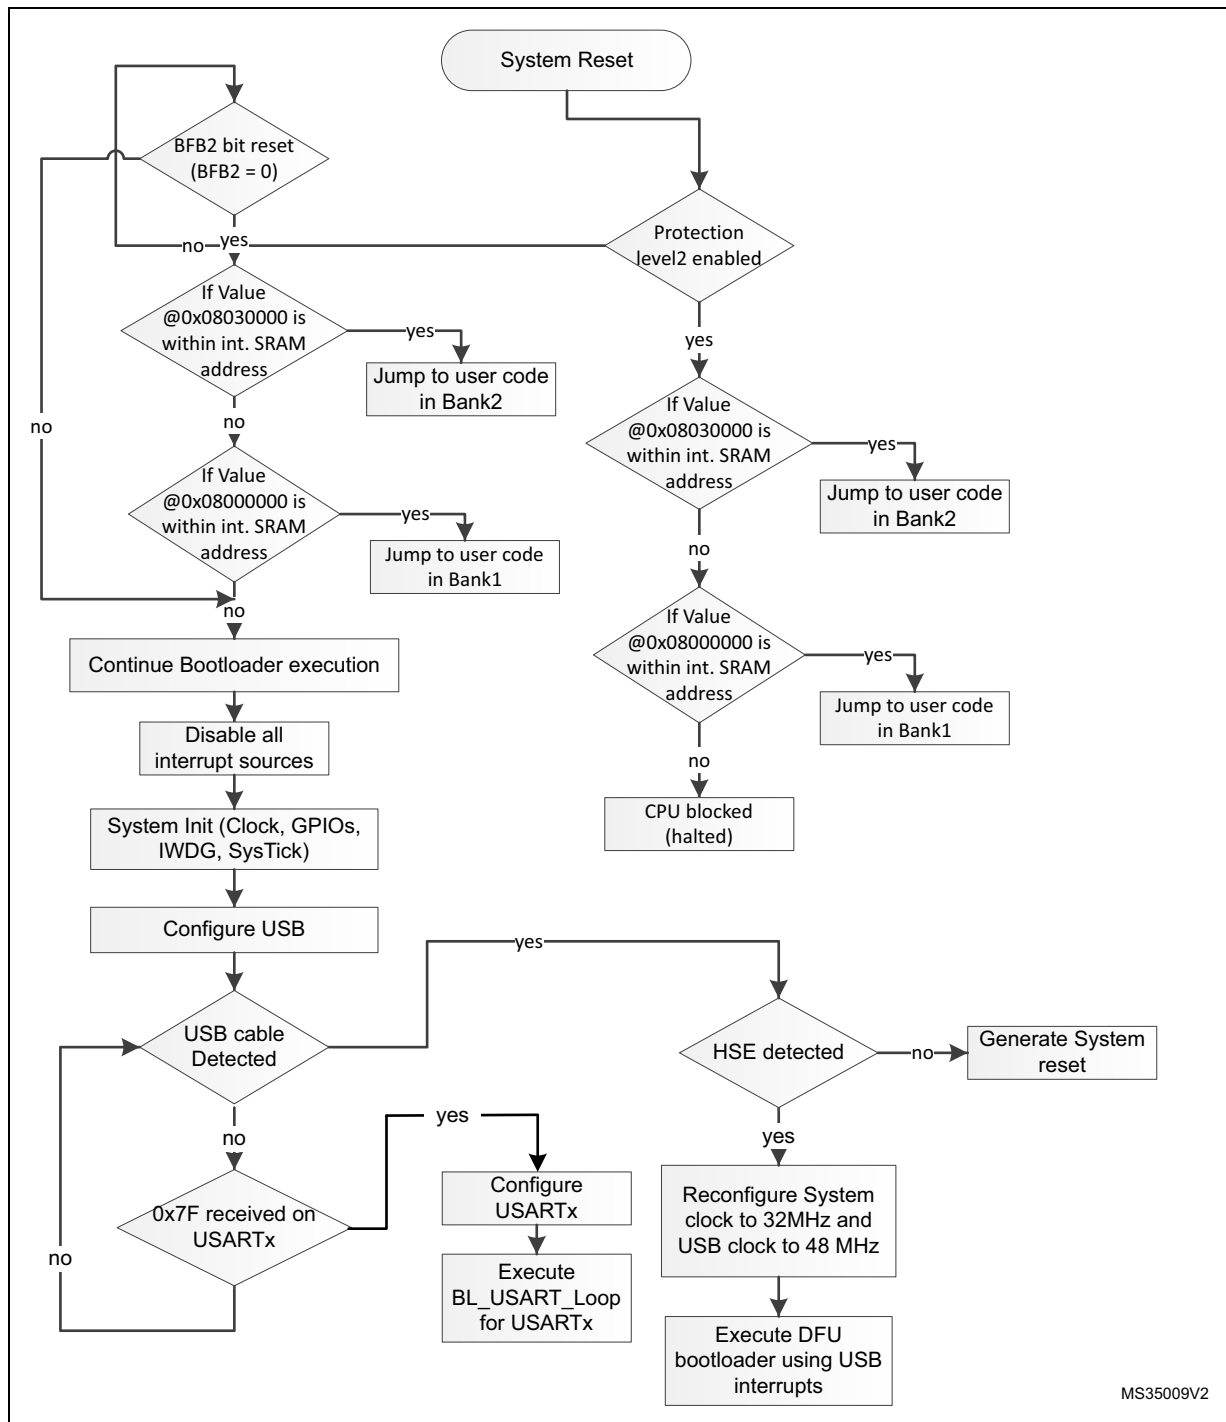 System Reset
BFB2 bit reset
(BFB2 = 0)
no
yes
Protection
level2 enabled
If Value
@0x08030000 is
within int. SRAM
address
yes
Jump to user code
in Bank2
no
no
If Value
@0x08000000 is
within int. SRAM
address
yes
Jump to user code
in Bank1
no
yes
If Value
@0x08030000 is
within int. SRAM
address
yes
Jump to user code
in Bank2
no
If Value
@0x08000000 is
within int. SRAM
address
yes
Jump to user code
in Bank1
no
CPU blocked
(halted)
Continue Bootloader execution
Disable all
interrupt sources
System Init (Clock, GPIOs,
IWDG, SysTick)
Configure USB
yes
USB cable
Detected
HSE detected
no
Generate System
reset
no
yes
yes
0x7F received on
USARTx
no
Configure
USARTx
Execute
BL_USART_Loop
for USARTx
Reconfigure System
clock to 32MHz and
USB clock to 48 MHz
Execute DFU
bootloader using USB
interrupts
MS35009V2